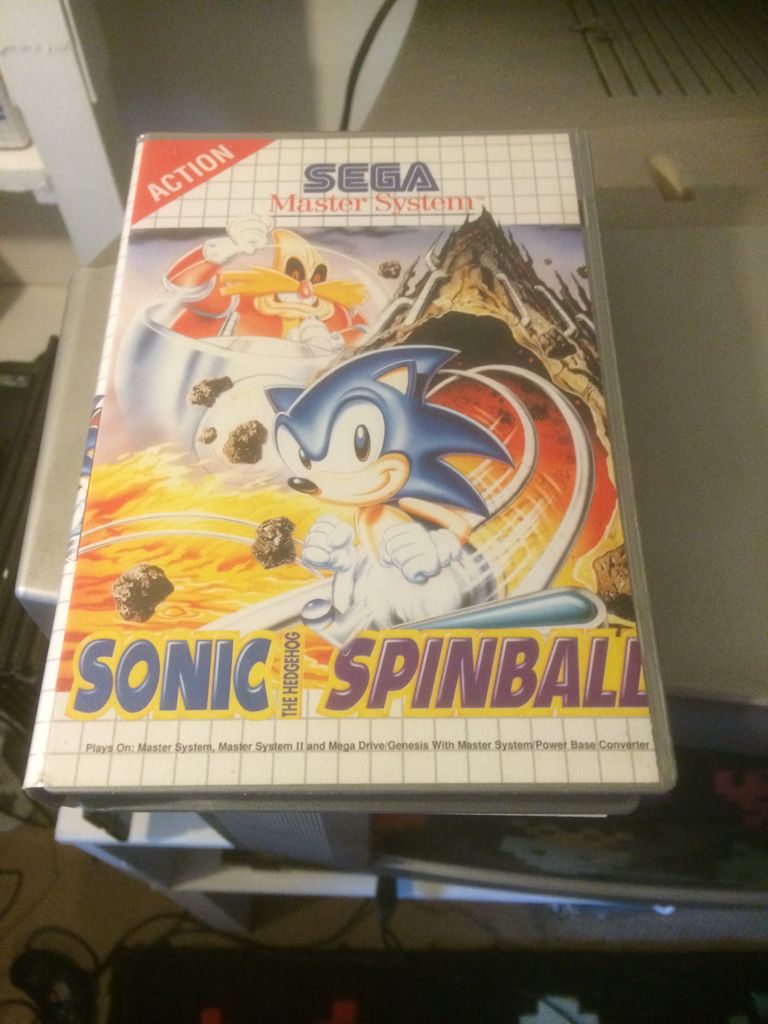 ACTION
SEGA
Master System™
SONIC THE HEDGEHOG SPINBALL
Plays On: Master System, Master System II and Mega Drive/Genesis With Master System/Power Base Converter